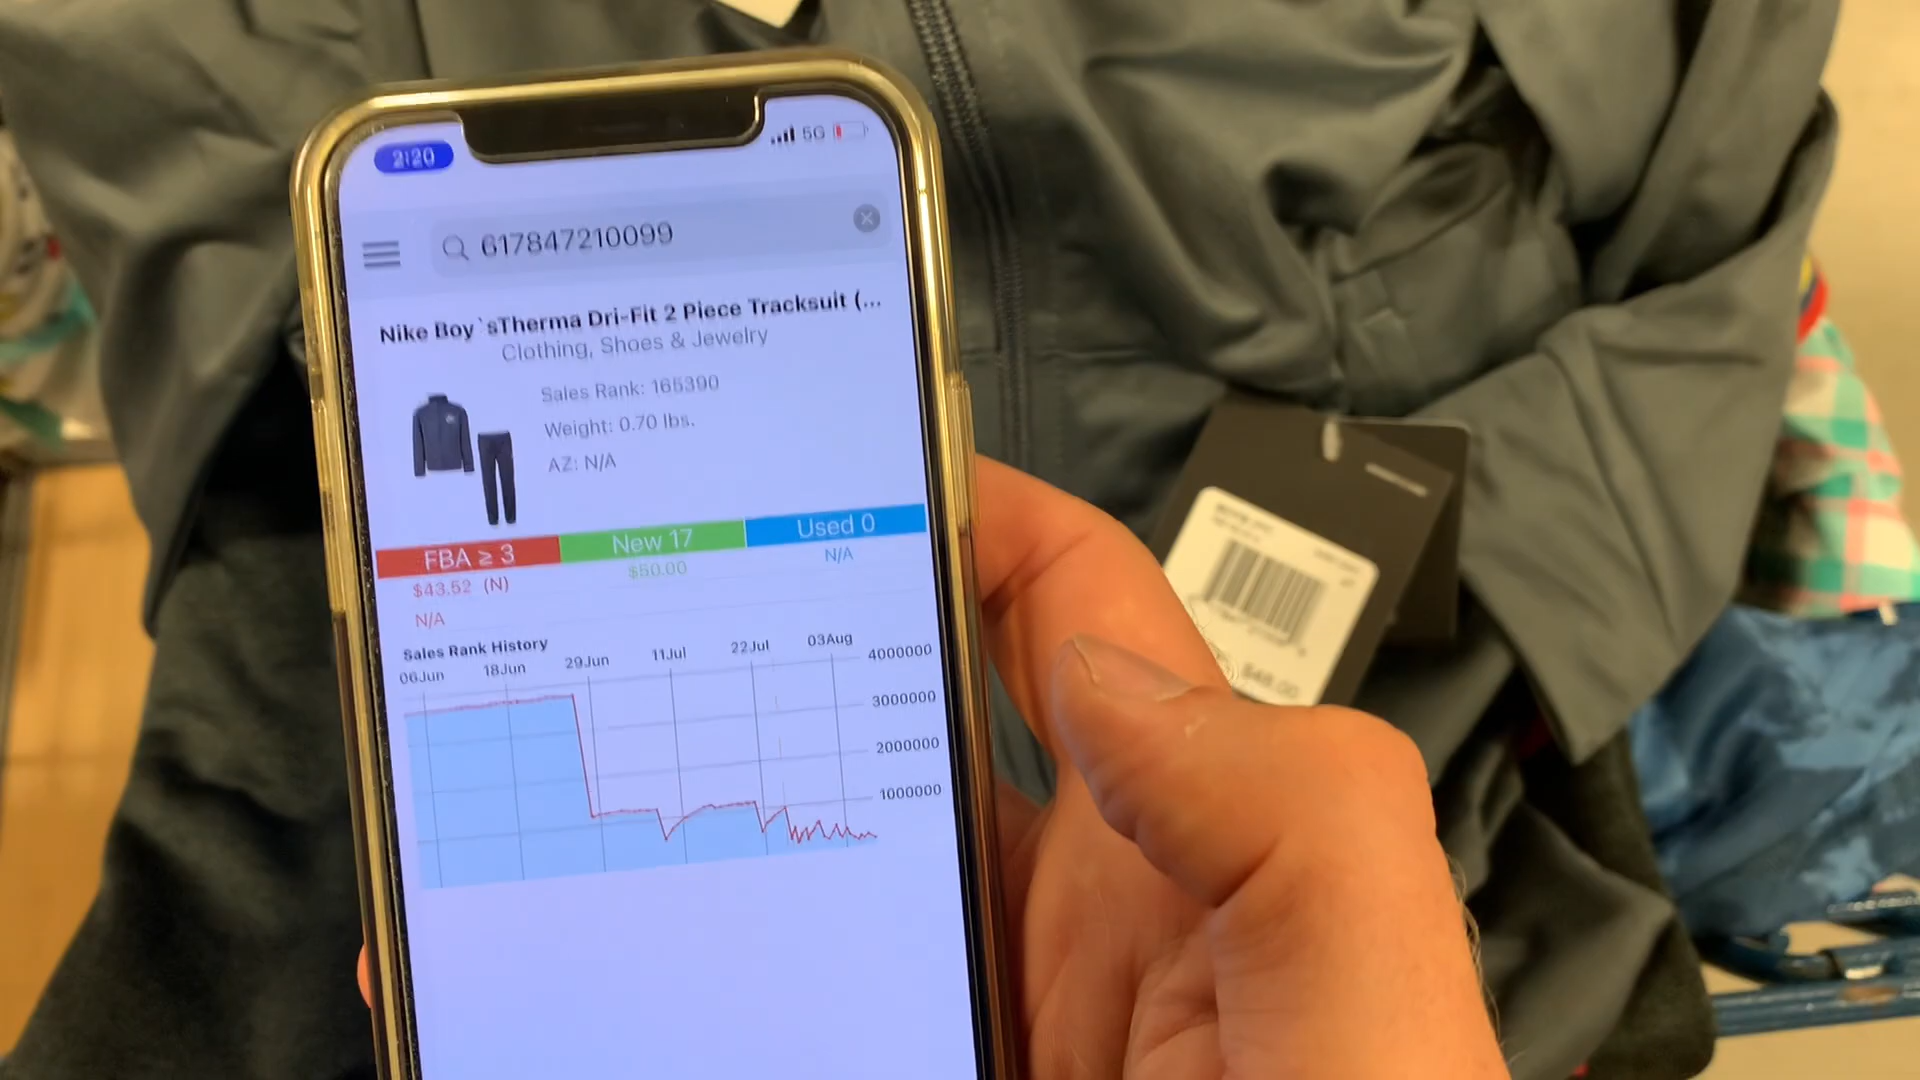 2:20
5G
617847210099
Nike Boy`sTherma Dri-Fit 2 Piece Tracksuit (...
Clothing, Shoes & Jewelry
Sales Rank: 165390
Weight: 0.70 lbs.
AZ: N/A
FBA ≥ 3
New 17
Used 0
$43.52 (N)
$50.00
N/A
N/A
Sales Rank History
06Jun
18Jun
29Jun
11Jul
22Jul
03Aug
4000000
3000000
2000000
1000000
$48.00